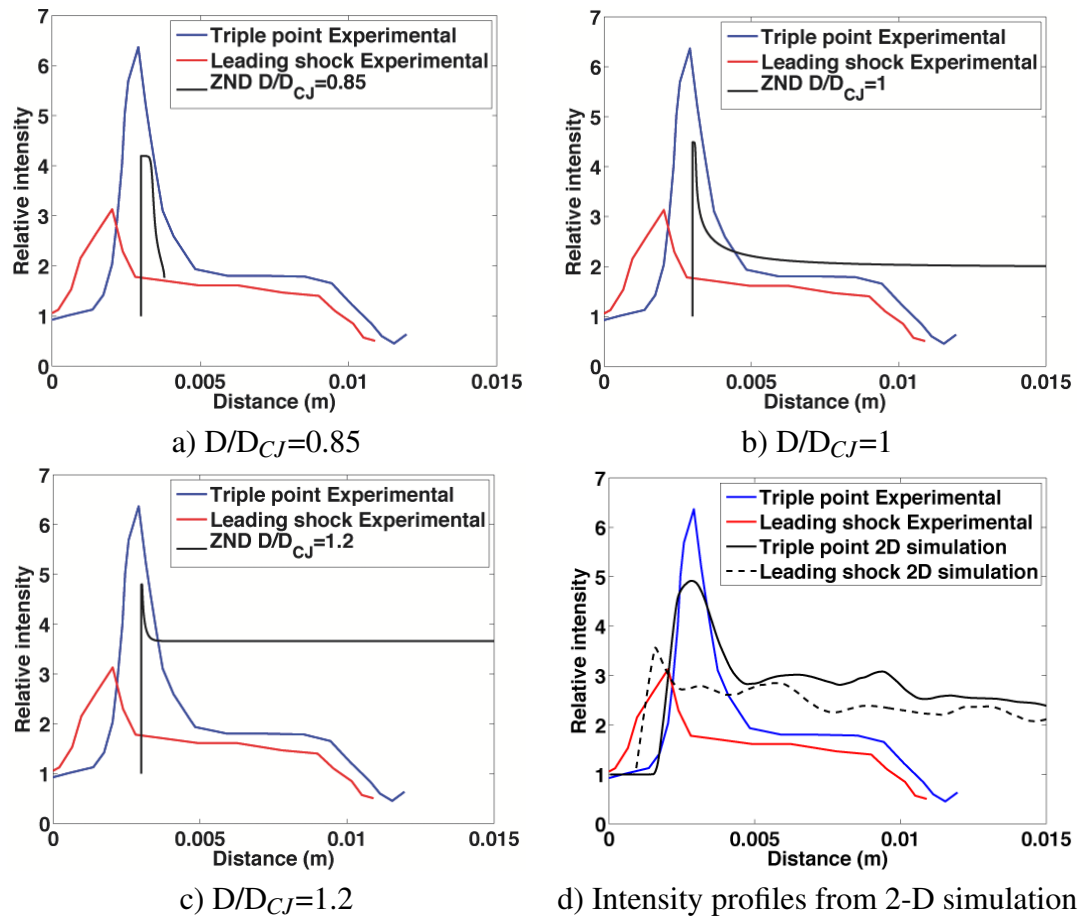 7
6
5
4
3
2
1
0
Relative intensity
Triple point Experimental
Leading shock Experimental
ZND D/D_CJ=0.85
0
0.005
0.01
0.015
Distance (m)
a) D/D_CJ=0.85
7
6
5
4
3
2
1
0
Relative intensity
Triple point Experimental
Leading shock Experimental
ZND D/D_CJ=1
0
0.005
0.01
0.015
Distance (m)
b) D/D_CJ=1
7
6
5
4
3
2
1
0
Relative intensity
Triple point Experimental
Leading shock Experimental
ZND D/D_CJ=1.2
0
0.005
0.01
0.015
Distance (m)
c) D/D_CJ=1.2
7
6
5
4
3
2
1
0
Relative intensity
Triple point Experimental
Leading shock Experimental
Triple point 2D simulation
Leading shock 2D simulation
0
0.005
0.01
0.015
Distance (m)
d) Intensity profiles from 2-D simulation